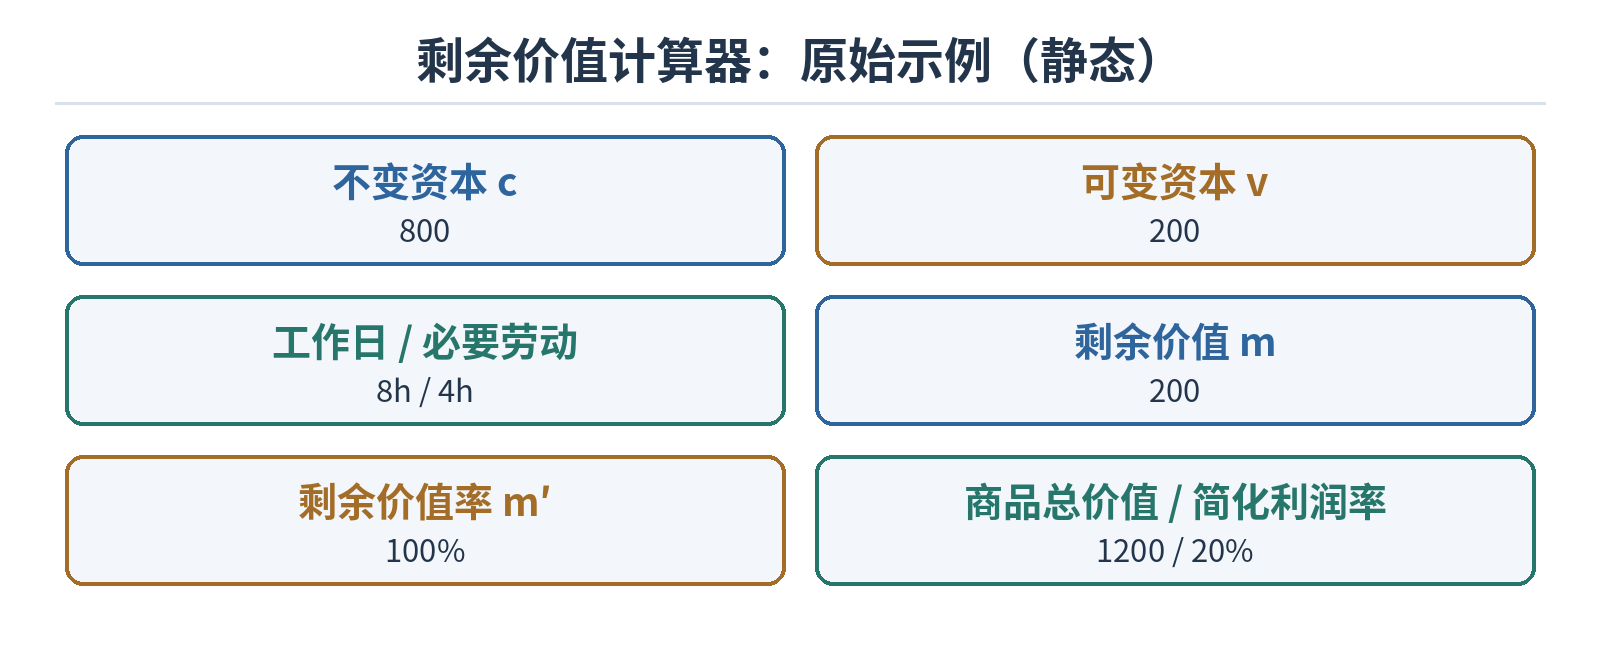 剩余价值计算器：原始示例（静态）
不变资本 c
800
可变资本 v
200
工作日 / 必要劳动
8h / 4h
剩余价值 m
200
剩余价值率 m′
100%
商品总价值 / 简化利润率
1200 / 20%